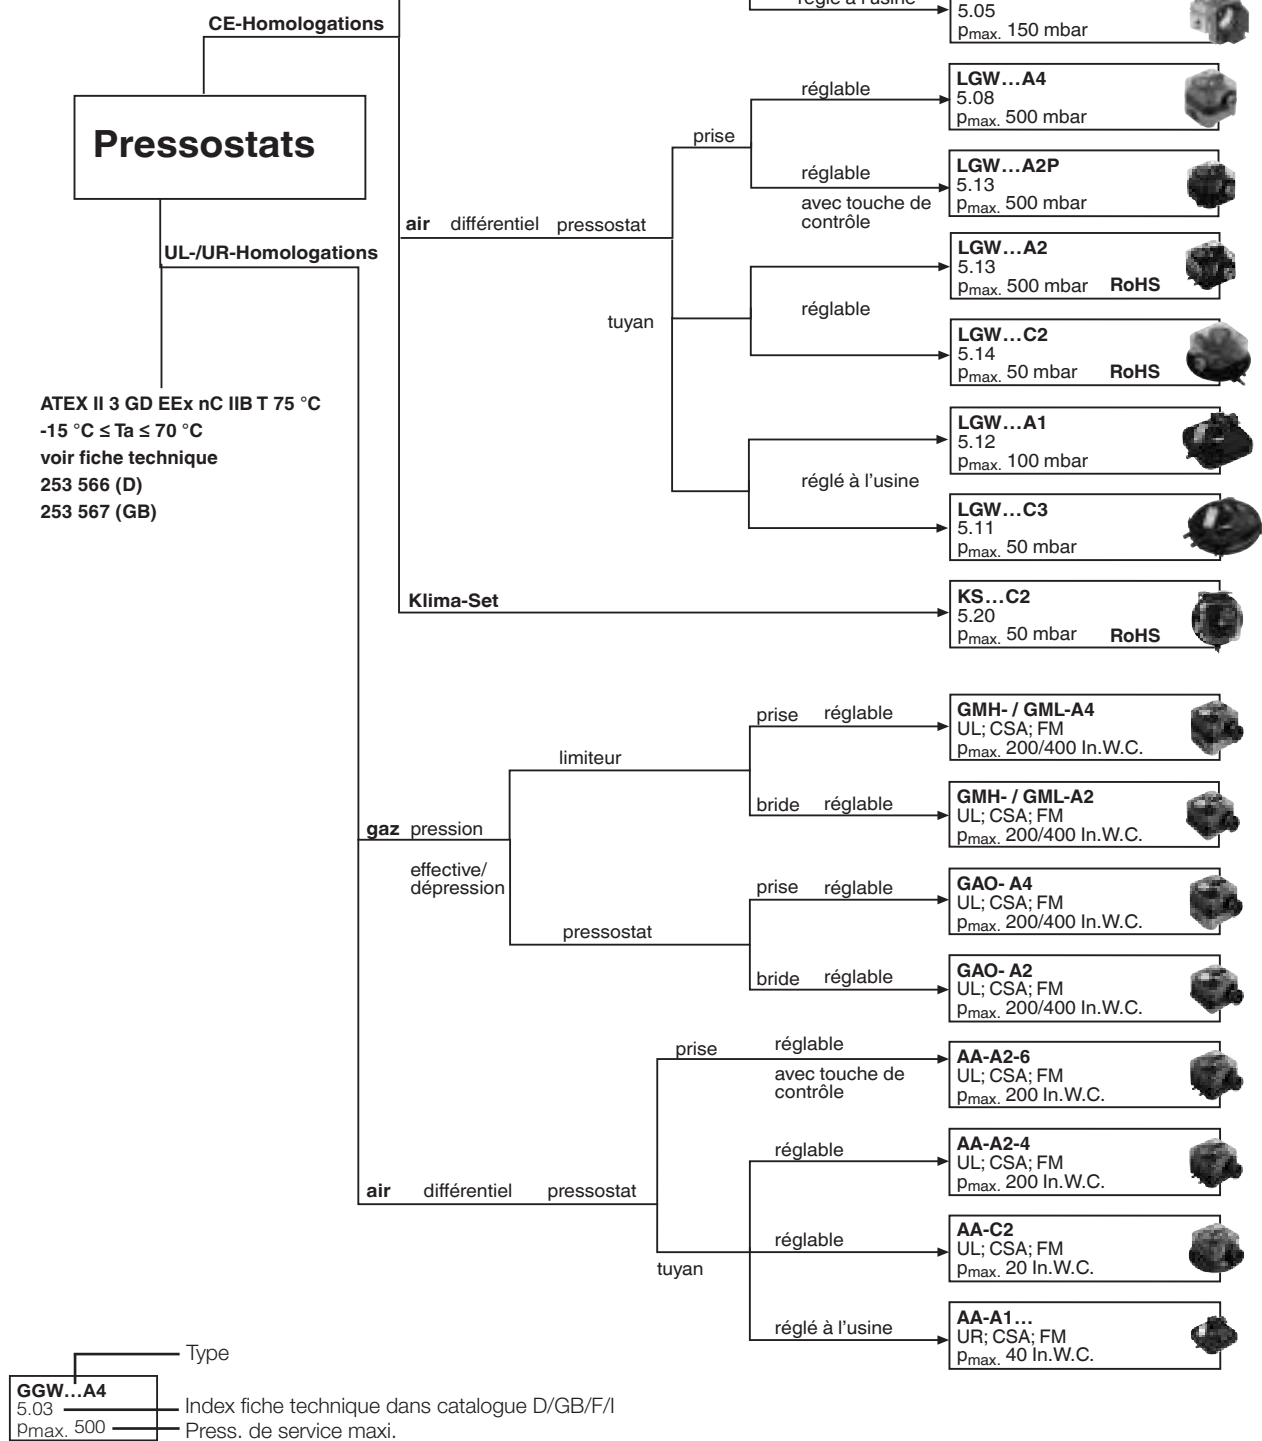 réglé à l'usine
CE-Homologations
5.05
pmax. 150 mbar
Pressostats
LGW...A4
réglable
5.08
pmax. 500 mbar
prise
LGW...A2P
réglable
5.13
avec touche de
contrôle
pmax. 500 mbar
air différentiel pressostat
UL-/UR-Homologations
LGW...A2
5.13
pmax. 500 mbar RoHS
réglable
tuyan
LGW...C2
5.14
pmax. 50 mbar RoHS
ATEX II 3 GD EEx nC IIB T 75 °C
-15 °C ≤ Ta ≤ 70 °C
voir fiche technique
253 566 (D)
253 567 (GB)
LGW...A1
5.12
pmax. 100 mbar
réglé à l'usine
LGW...C3
5.11
pmax. 50 mbar
Klima-Set
KS...C2
5.20
pmax. 50 mbar RoHS
prise réglable
GMH- / GML-A4
UL; CSA; FM
pmax. 200/400 In.W.C.
limiteur
bride réglable
GMH- / GML-A2
UL; CSA; FM
pmax. 200/400 In.W.C.
gaz pression
effective/
dépression
prise réglable
GAO- A4
UL; CSA; FM
pmax. 200/400 In.W.C.
pressostat
bride réglable
GAO- A2
UL; CSA; FM
pmax. 200/400 In.W.C.
prise
réglable
avec touche de
contrôle
AA-A2-6
UL; CSA; FM
pmax. 200 In.W.C.
réglable
AA-A2-4
UL; CSA; FM
pmax. 200 In.W.C.
air différentiel pressostat
réglable
AA-C2
UL; CSA; FM
pmax. 20 In.W.C.
tuyan
réglé à l'usine
AA-A1...
UR; CSA; FM
pmax. 40 In.W.C.
Type
GGW...A4
5.03
Index fiche technique dans catalogue D/GB/F/I
pmax. 500
Press. de service maxi.